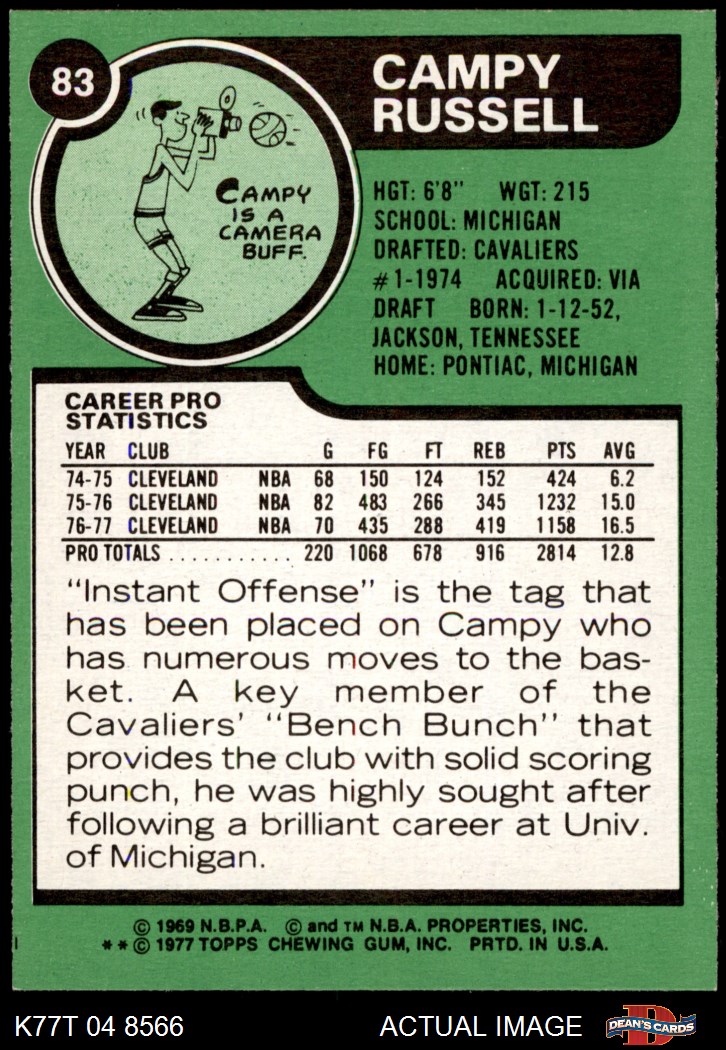 83
CAMPY
RUSSELL
CAMPY
IS A
CAMERA
BUFF.
HGT: 6'8" WGT: 215
SCHOOL: MICHIGAN
DRAFTED: CAVALIERS
#1-1974 ACQUIRED: VIA
DRAFT BORN: 1-12-52,
JACKSON, TENNESSEE
HOME: PONTIAC, MICHIGAN
CAREER PRO
STATISTICS
YEAR CLUB G FG FT REB PTS AVG
74-75 CLEVELAND NBA 68 150 124 152 424 6.2
75-76 CLEVELAND NBA 82 483 266 345 1232 15.0
76-77 CLEVELAND NBA 70 435 288 419 1158 16.5
PRO TOTALS ............ 220 1068 678 916 2814 12.8
"Instant Offense" is the tag that
has been placed on Campy who
has numerous moves to the bas-
ket. A key member of the
Cavaliers' "Bench Bunch" that
provides the club with solid scoring
punch, he was highly sought after
following a brilliant career at Univ.
of Michigan.
© 1969 N.B.P.A. © and TM N.B.A. PROPERTIES, INC.
**© 1977 TOPPS CHEWING GUM, INC. PRTD. IN U.S.A.
K77T 04 8566 ACTUAL IMAGE D DEAN'S CARDS